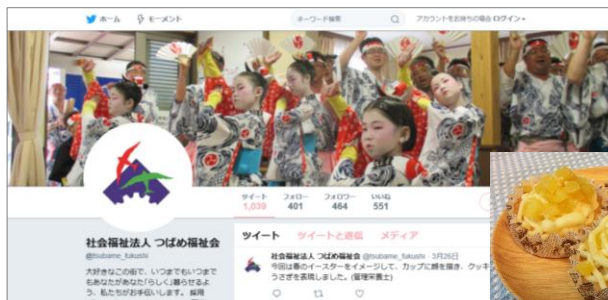 ホーム モーメント キーワード検索 アカウントをお持ちの場合 ログイン
ツイート フォロー フォロワー いいね
1,039 401 464 551
社会福祉法人 つばめ福祉会
@tsubame_fukushi
大好きなこの街で、いつまでもいつまで
もあなたがあなた「らしく」暮らせるよ
う、私たちがお手伝いします。 採用
ツイート ツイートと返信 メディア
社会福祉法人 つばめ福祉会 @tsubame_fukushi · 3月26日
今回は春のイースターをイメージして、カップに顔を描き、クッキ
うさぎを表現しました。(管理栄養士)